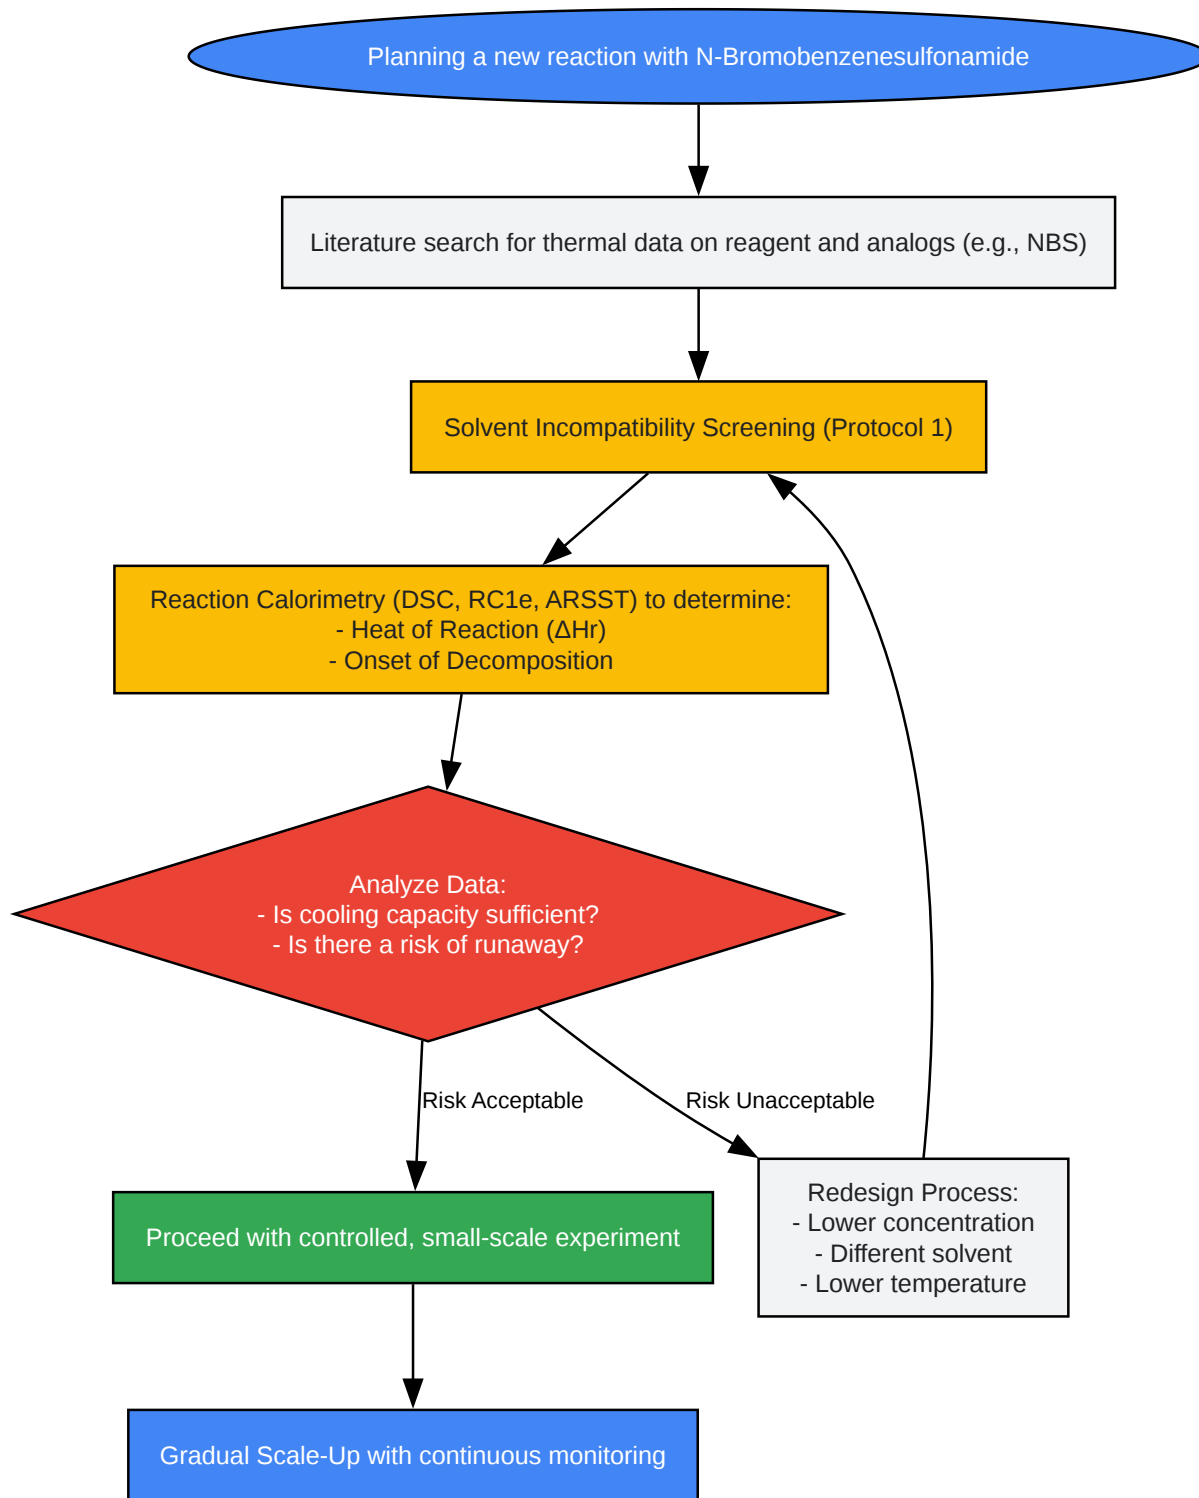 Planning a new reaction with N-Bromobenzenesulfonamide
Literature search for thermal data on reagent and analogs (e.g., NBS)
Solvent Incompatibility Screening (Protocol 1)
Reaction Calorimetry (DSC, RC1e, ARSST) to determine:
- Heat of Reaction (ΔHr)
- Onset of Decomposition
Analyze Data:
- Is cooling capacity sufficient?
- Is there a risk of runaway?
Risk Acceptable
Risk Unacceptable
Proceed with controlled, small-scale experiment
Redesign Process:
- Lower concentration
- Different solvent
- Lower temperature
Gradual Scale-Up with continuous monitoring